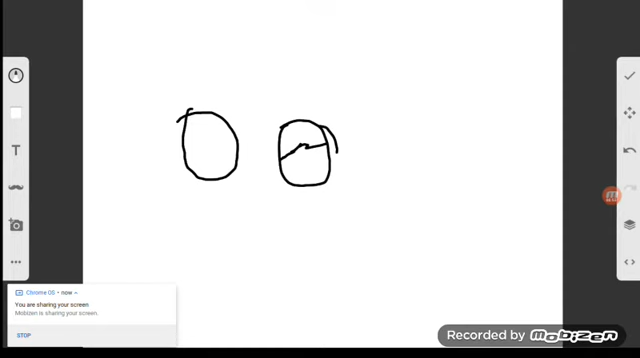 T
Chrome OS • now
You are sharing your screen
Mobizen is sharing your screen.
STOP
Recorded by mobizen